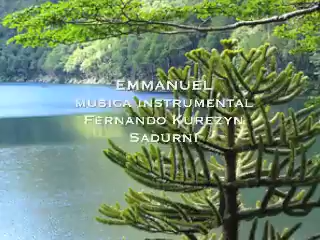 EMMANUEL
MUSICA INSTRUMENTAL
FERNANDO KUREZYN
SADURNI